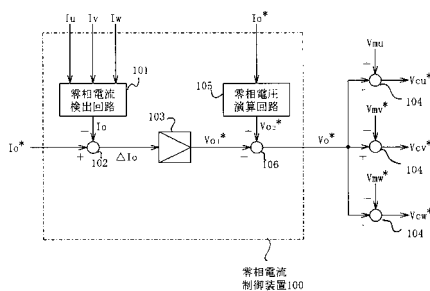 Iu Iv Iw Io*
101
零相電流
検出回路
105
零相電圧
演算回路
Io Vo₂*
103
Io* + 102 ΔIo Vo₁* 106 Vo*
Vmu
Vcu*
104
Vmv*
Vcv*
104
Vmw*
Vcw*
104
零相電流
制御装置100